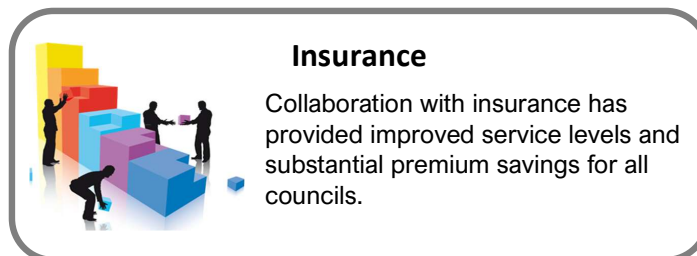 Insurance
Collaboration with insurance has
provided improved service levels and
substantial premium savings for all
councils.